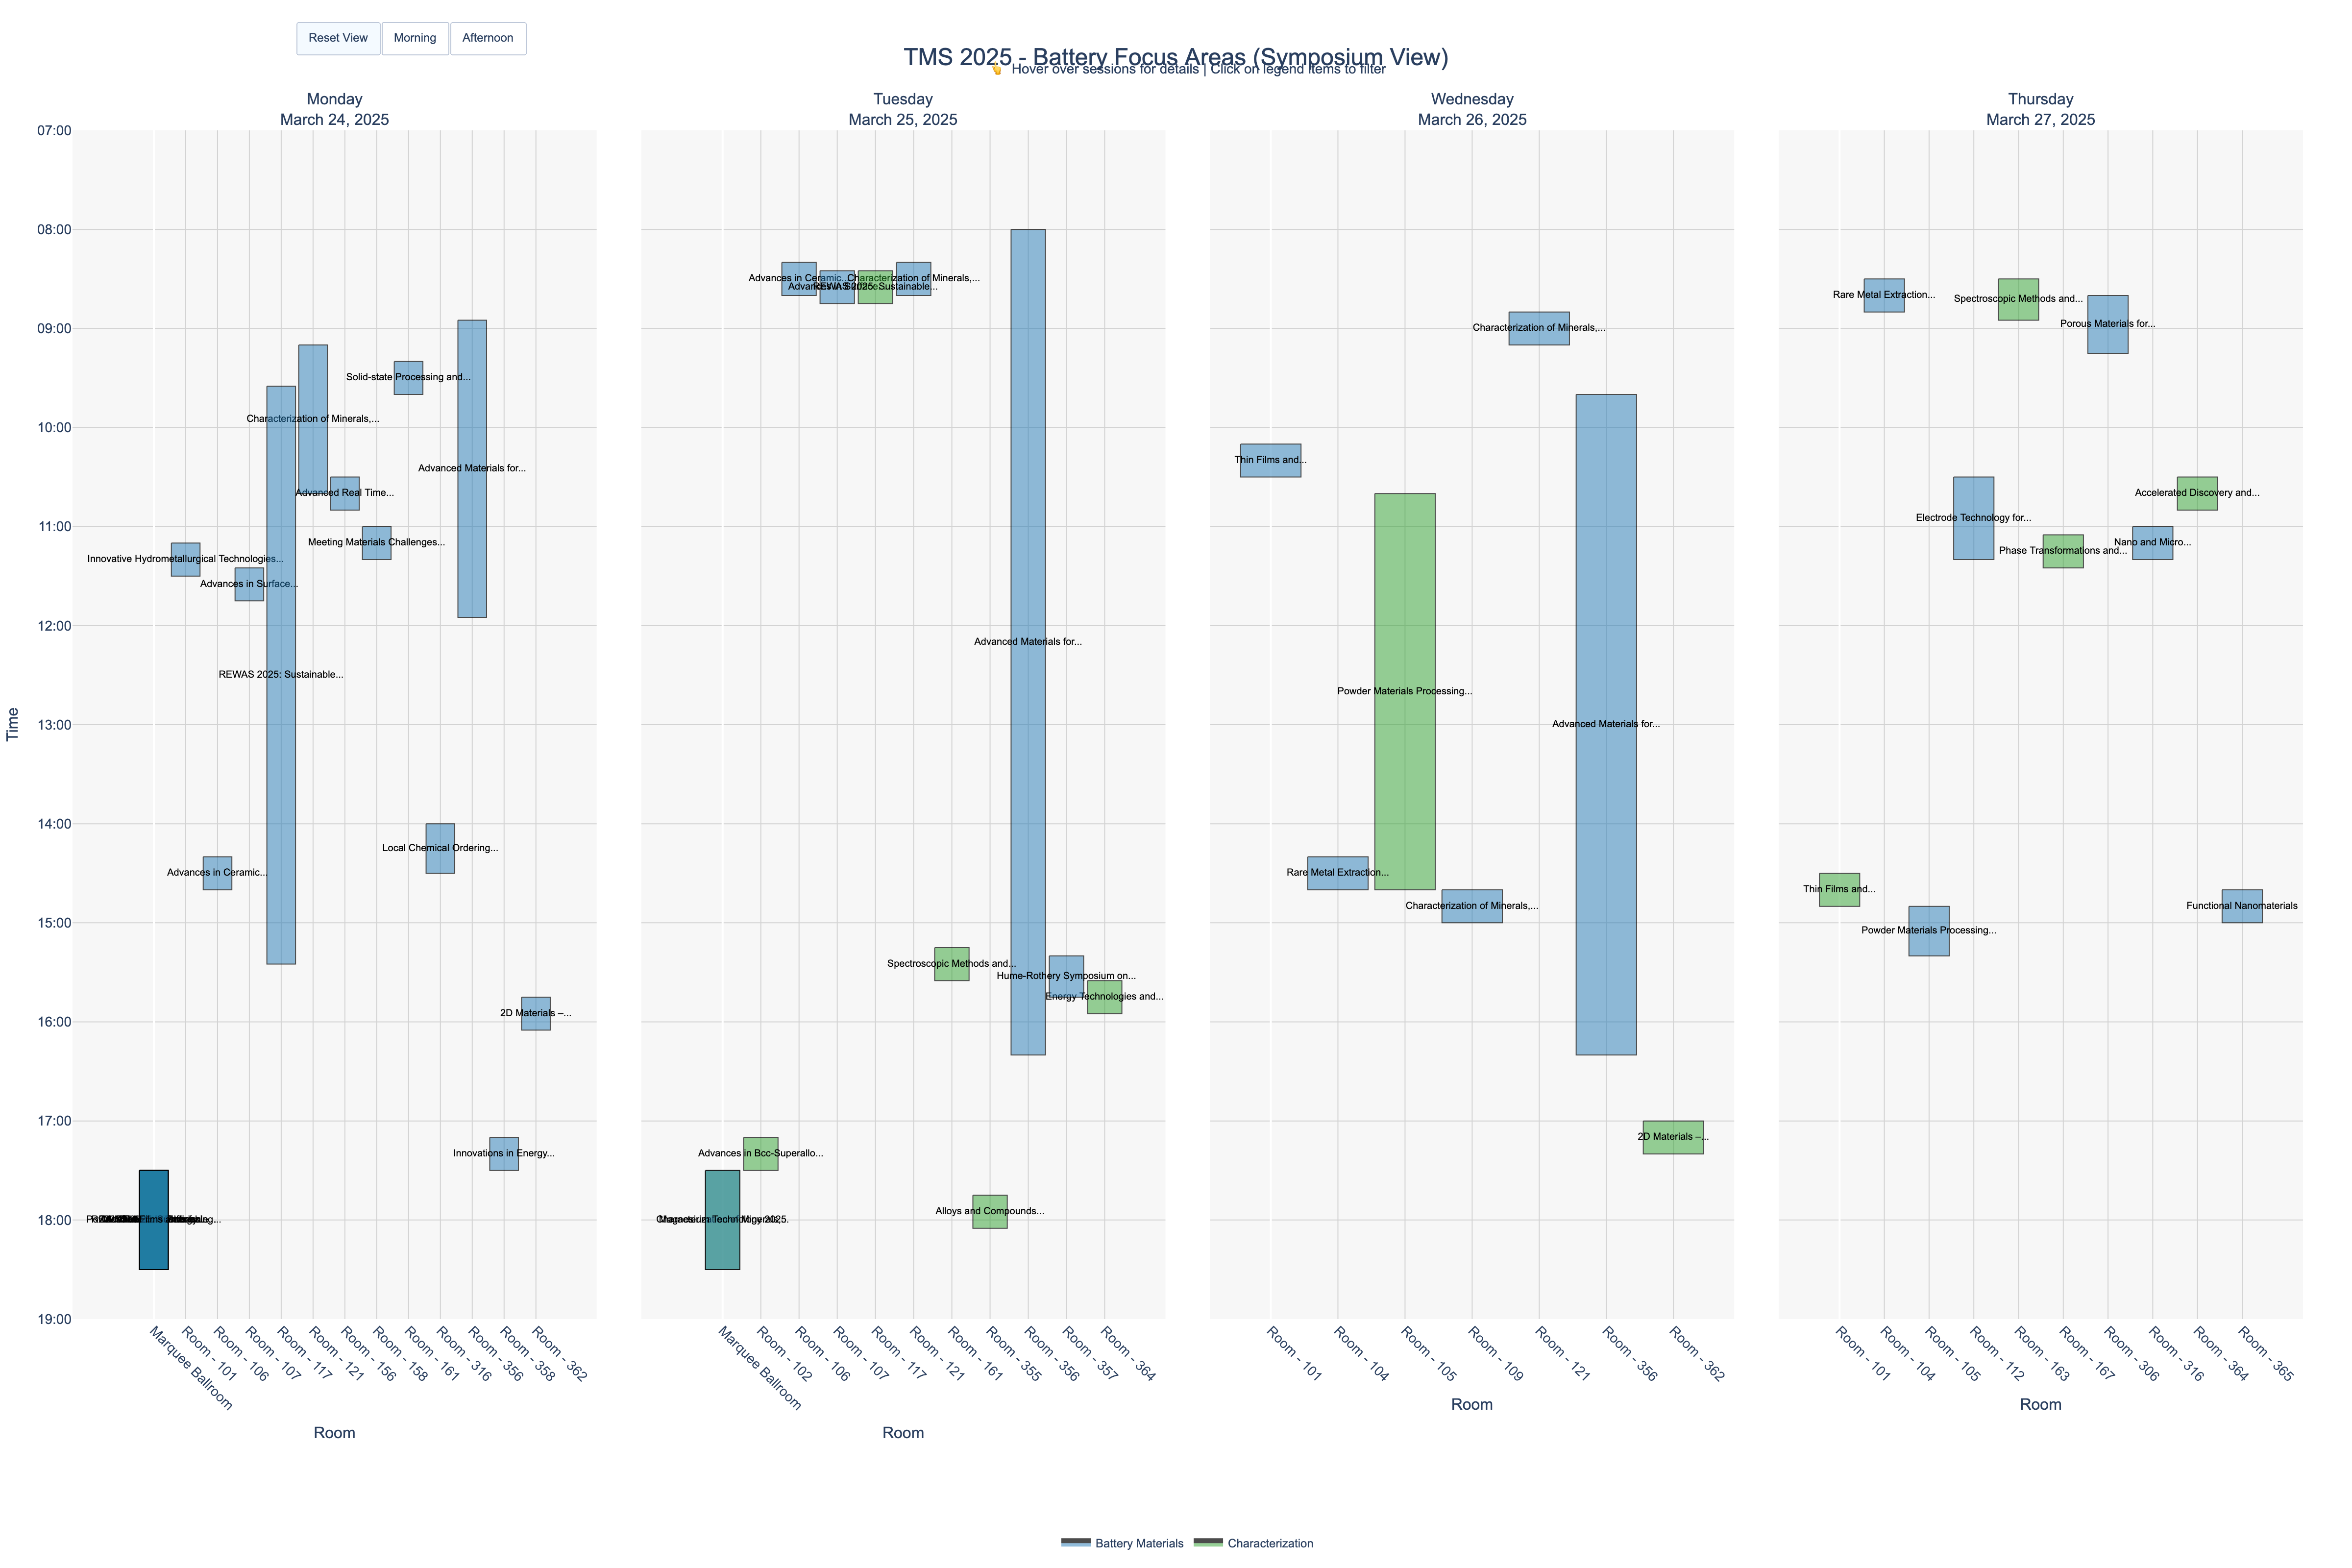 Reset View
Morning
Afternoon
TMS 2025 - Battery Focus Areas (Symposium View)
👆 Hover over sessions for details | Click on legend items to filter
Monday
March 24, 2025
Tuesday
March 25, 2025
Wednesday
March 26, 2025
Thursday
March 27, 2025
Time
07:00
08:00
09:00
10:00
11:00
12:00
13:00
14:00
15:00
16:00
17:00
18:00
19:00
Solid-state Processing and...
Characterization of Minerals,...
Advanced Materials for...
Advanced Real Time...
Meeting Materials Challenges...
Innovative Hydrometallurgical Technologies...
Advances in Surface...
REWAS 2025: Sustainable...
Local Chemical Ordering...
Advances in Ceramic...
2D Materials –...
Innovations in Energy...
Marquee Ballroom
Room - 101
Room - 106
Room - 107
Room - 117
Room - 121
Room - 156
Room - 158
Room - 161
Room - 316
Room - 356
Room - 358
Room - 362
Room
Advances in Ceramic...
Characterization of Minerals,...
REWAS 2025: Sustainable...
Advanced Materials for...
Spectroscopic Methods and...
Hume-Rothery Symposium on...
Energy Technologies and...
Advances in Bcc-Superallo...
Alloys and Compounds...
Magnesium Technology 2025
Marquee Ballroom
Room - 102
Room - 106
Room - 107
Room - 117
Room - 121
Room - 161
Room - 355
Room - 356
Room - 357
Room - 364
Room
Characterization of Minerals,...
Thin Films and...
Powder Materials Processing...
Advanced Materials for...
Rare Metal Extraction...
Characterization of Minerals,...
2D Materials –...
Room - 101
Room - 104
Room - 105
Room - 109
Room - 121
Room - 356
Room - 362
Room
Rare Metal Extraction...
Spectroscopic Methods and...
Porous Materials for...
Accelerated Discovery and...
Electrode Technology for...
Nano and Micro...
Phase Transformations and...
Thin Films and...
Functional Nanomaterials
Powder Materials Processing...
Room - 101
Room - 104
Room - 105
Room - 112
Room - 163
Room - 167
Room - 306
Room - 316
Room - 364
Room - 365
Room
Battery Materials
Characterization